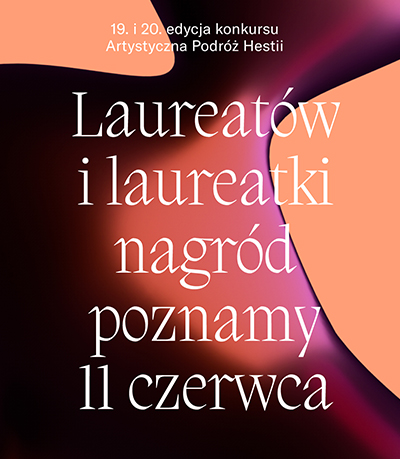 19. i 20. edycja konkursu
Artystyczna Podróż Hestii
Laureatów
i laureatki
nagród
poznamy
11 czerwca